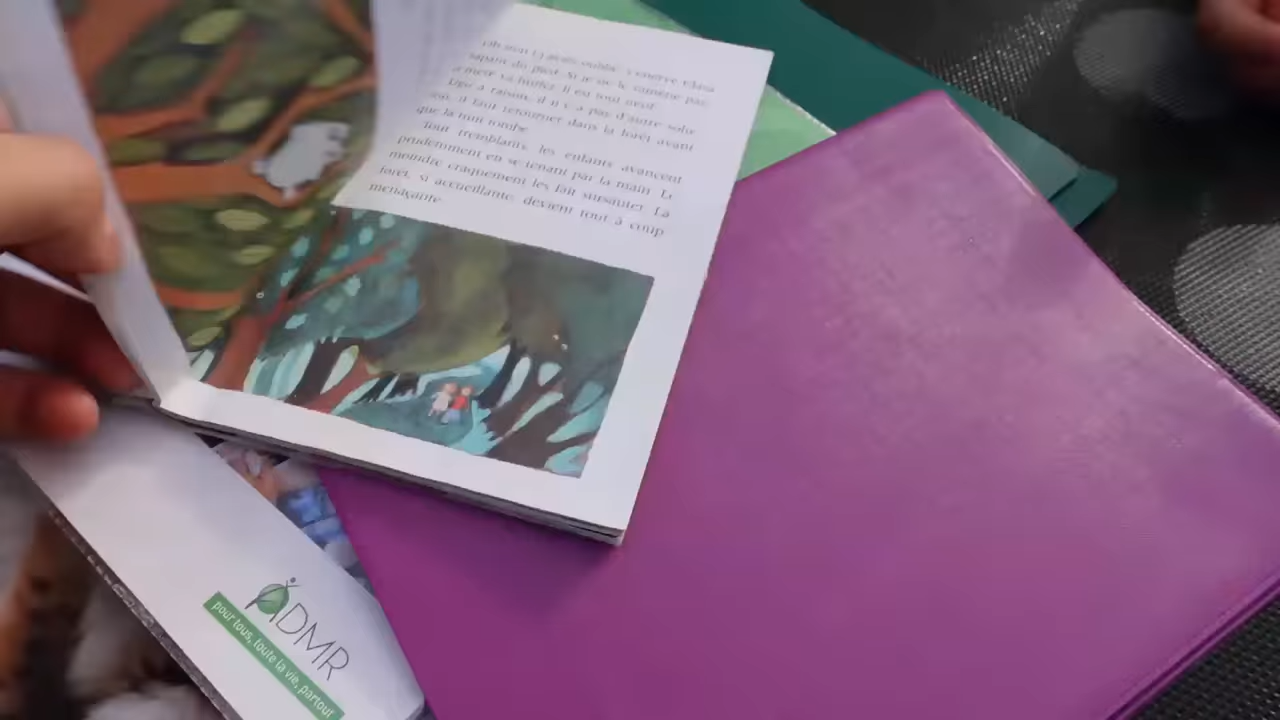 Oh non ! J'avais oublié, s'énerve Elisa
sapin du pied. Si je ne le ramène pas,
mère va hurler. Il est tout neuf.
a raison, il n'y a pas d'autre solu-
il faut retourner dans la forêt avant
que la nuit tombe.
Tout tremblants, les enfants avancent
prudemment en se tenant par la main. Le
moindre craquement les fait sursauter. La
forêt, si accueillante, devient tout à coup
menaçante.
ADMR
pour tous, toute la vie, partout